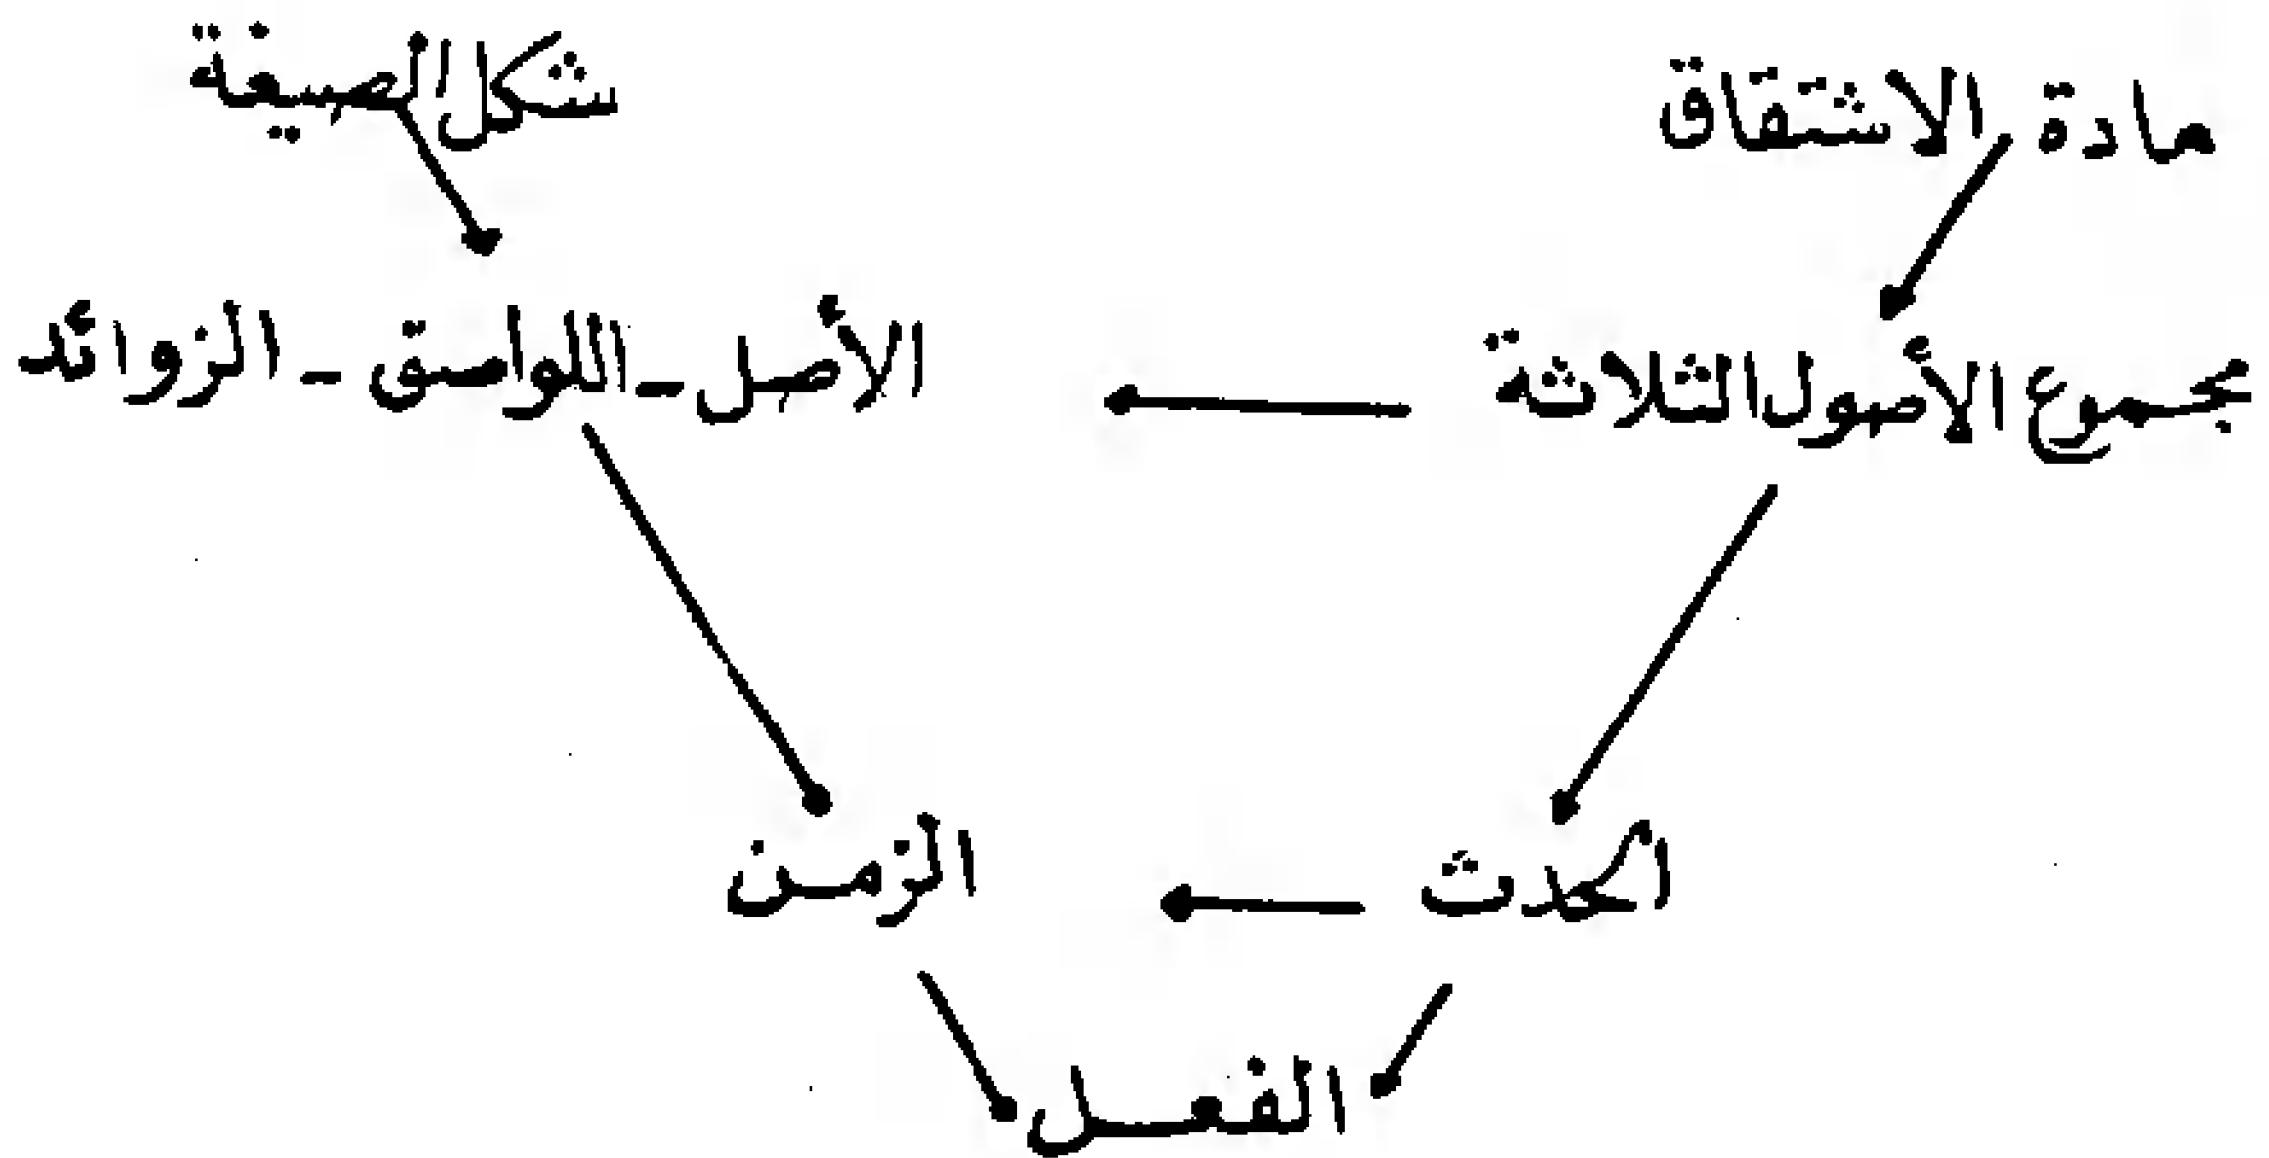 مادة الاشتقاق
شكل الصيغة
مجموع الأصول الثلاثة
الأصل - اللواصق - الزوائد
الحدث
الزمن
الفعل